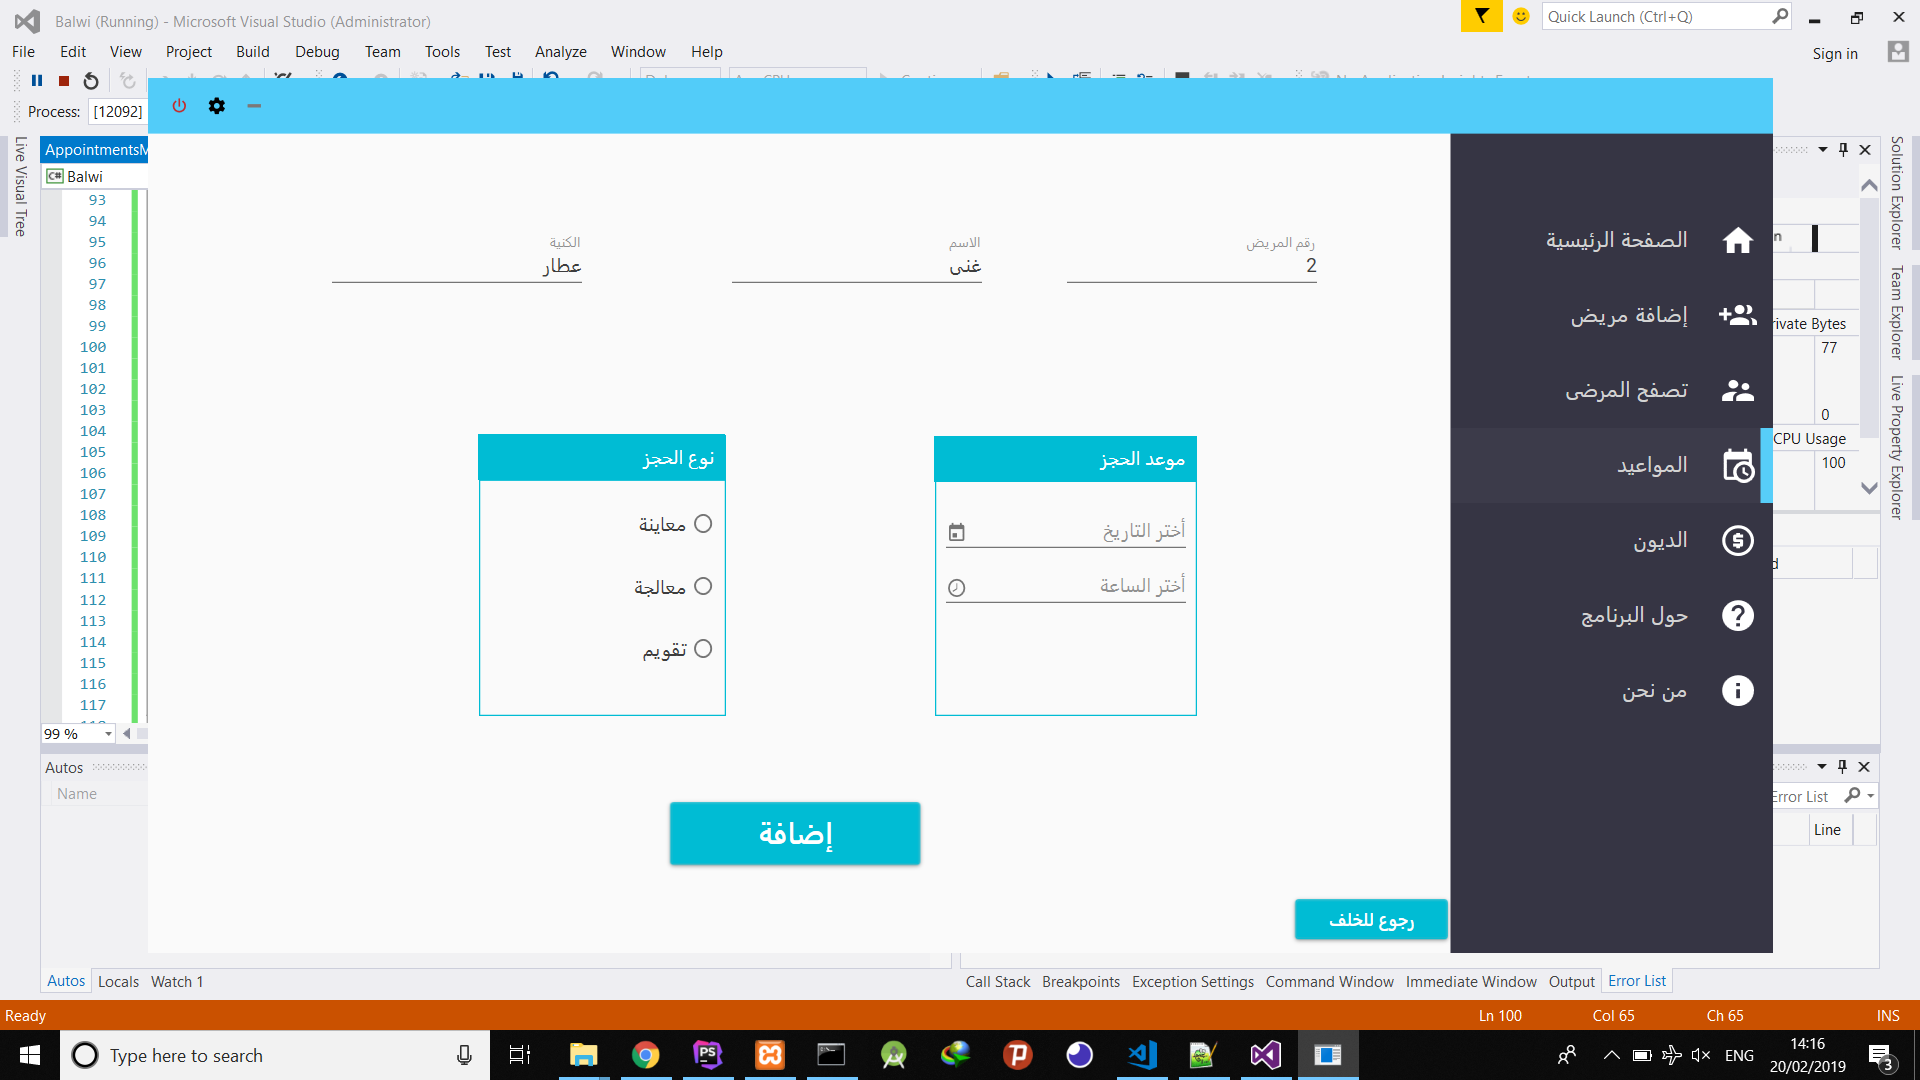 Balwi (Running) - Microsoft Visual Studio (Administrator)
Quick Launch (Ctrl+Q)
File Edit View Project Build Debug Team Tools Test Analyze Window Help
Sign in
Process: [12092]
Live Visual Tree
AppointmentsM
C# Balwi
93
94
95
96
97
98
99
100
101
102
103
104
105
106
107
108
109
110
111
112
113
114
115
116
117
99 %
رقم المريض
2
الاسم
غنى
الكنية
عطار
موعد الحجز
أختر التاريخ
أختر الساعة
نوع الحجز
معاينة
معالجة
تقويم
إضافة
رجوع للخلف
الصفحة الرئيسية
إضافة مريض
تصفح المرضى
المواعيد
الديون
حول البرنامج
من نحن
Solution Explorer
Team Explorer
Live Property Explorer
rivate Bytes
77
0
CPU Usage
100
Autos
Name
Error List
Line
Autos Locals Watch 1
Call Stack Breakpoints Exception Settings Command Window Immediate Window Output Error List
Ready
Ln 100 Col 65 Ch 65 INS
Type here to search
PS
ENG
14:16
20/02/2019
3